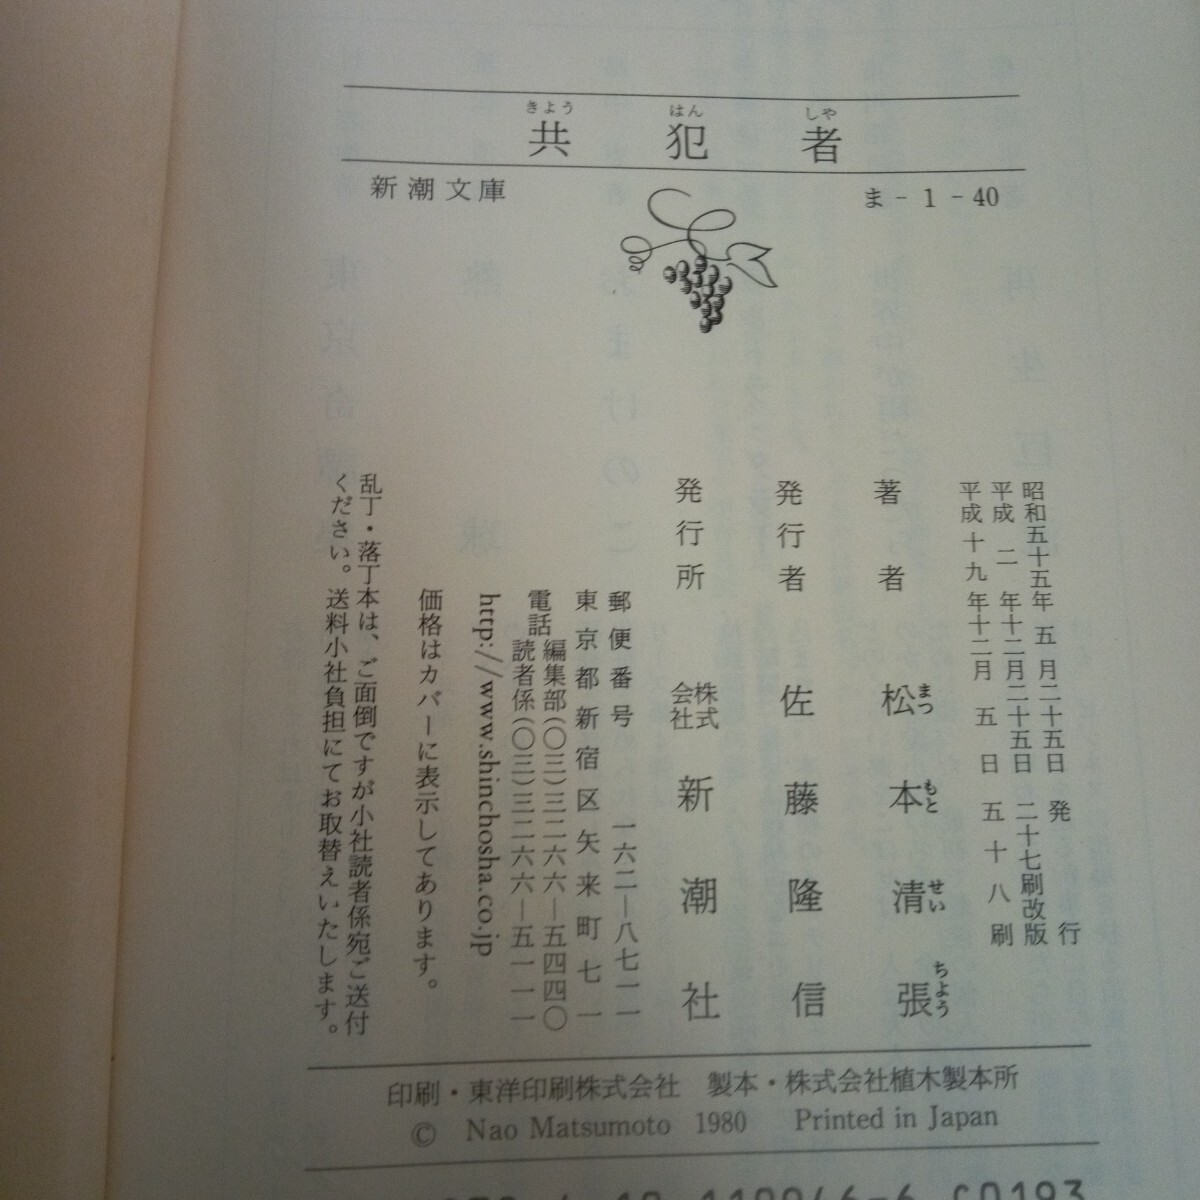 きよう はん しや
共犯者
新潮文庫 ま-1-40
昭和五十五年 五 月二十五日 発 行
平成 二 年十二月二十五日 二十七刷改版
平成十九年十二月 五 日 五十八刷
著者 松本清張
まつ もと せい ちよう
発行者 佐藤隆信
発行所 株式会社 新潮社
郵便番号 一六二―八七一一
東京都新宿区矢来町七一
電話 編集部(〇三)三二六六―五四四〇
読者係(〇三)三二六六―五一一一
http://www.shinchosha.co.jp
価格はカバーに表示してあります。
乱丁・落丁本は、ご面倒ですが小社読者係宛ご送付
ください。送料小社負担にてお取替えいたします。
印刷・東洋印刷株式会社 製本・株式会社植木製本所
© Nao Matsumoto 1980 Printed in Japan